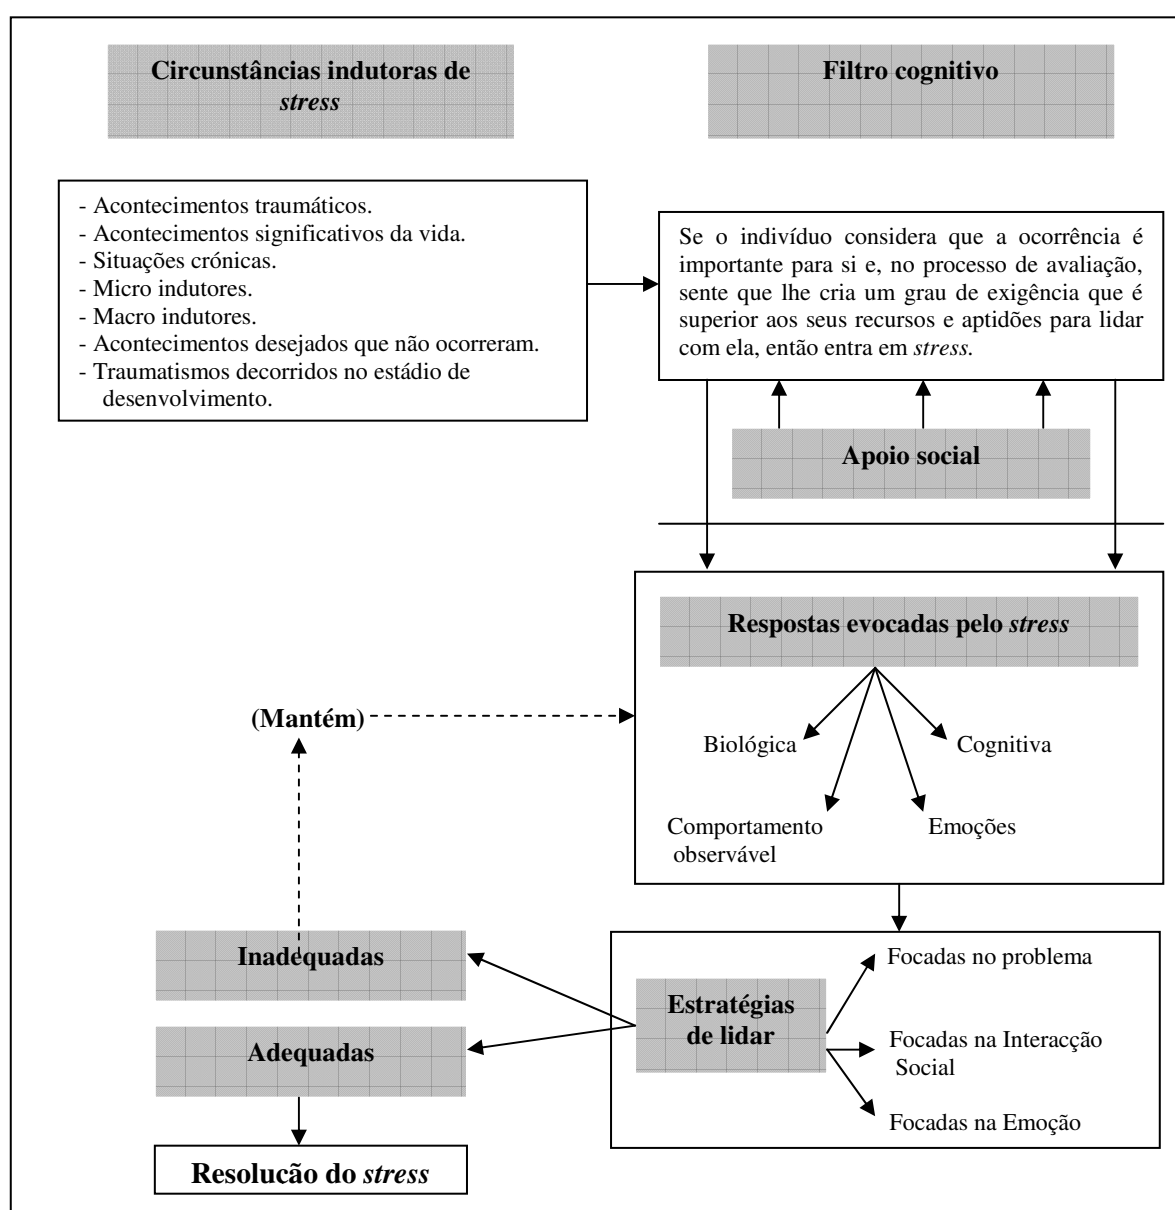 Circunstâncias indutoras de
stress
Filtro cognitivo
- Acontecimentos traumáticos.
- Acontecimentos significativos da vida.
- Situações crónicas.
- Micro indutores.
- Macro indutores.
- Acontecimentos desejados que não ocorreram.
- Traumatismos decorridos no estádio de
desenvolvimento.
Se o indivíduo considera que a ocorrência é
importante para si e, no processo de avaliação,
sente que lhe cria um grau de exigência que é
superior aos seus recursos e aptidões para lidar
com ela, então entra em stress.
Apoio social
Respostas evocadas pelo stress
(Mantém)
Biológica
Cognitiva
Comportamento
observável
Emoções
Inadequadas
Adequadas
Estratégias
de lidar
Focadas no problema
Focadas na Interacção
Social
Focadas na Emoção
Resolucão do stress